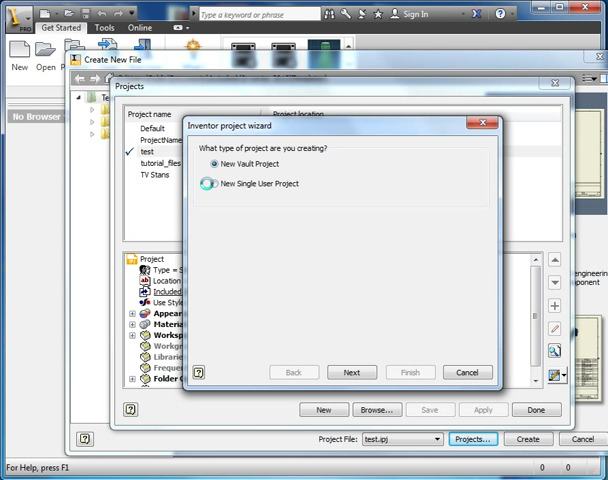 Type a keyword or phrase
Sign In
PRO
Get Started
Tools
Online
New
Open
Create New File
Projects
No Browser
Project name
Project location
Default
ProjectName
test
tutorial_files
TV Stans
Inventor project wizard
What type of project are you creating?
New Vault Project
New Single User Project
Project
Type = S
Location
Included
Use Style
Appear
Materia
Worksp
Workgr
Librarie
Frequen
Folder O
engineering
ponent
Back
Next
Finish
Cancel
New
Browse...
Save
Apply
Done
Project File:
test.ipj
Projects...
Create
Cancel
For Help, press F1
0
0